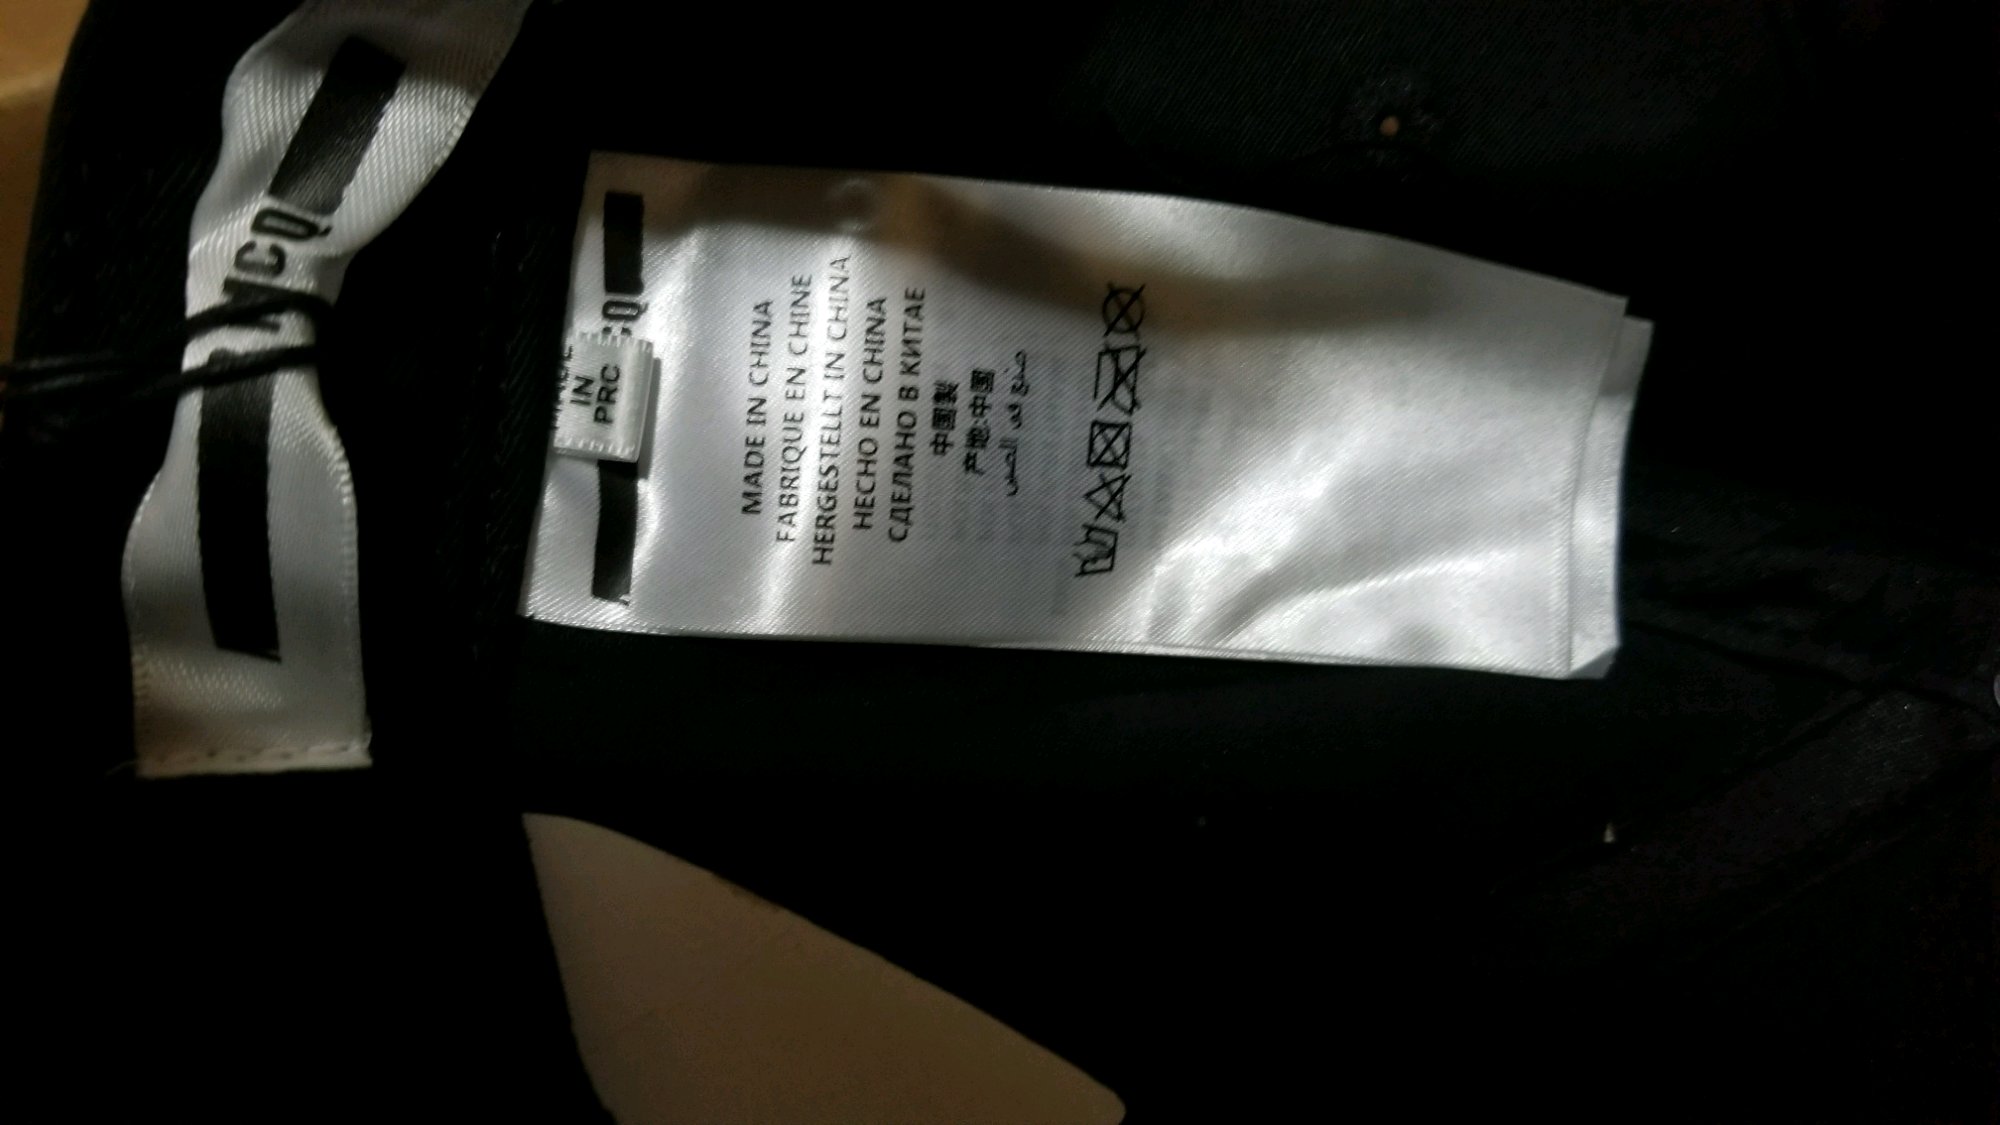 MCQ
CQ
MADE
IN
PRC
MADE IN CHINA
FABRIQUE EN CHINE
HERGESTELLT IN CHINA
HECHO EN CHINA
СДЕЛАНО В КИТАЕ
中国製
产地:中国
صنع في الصين